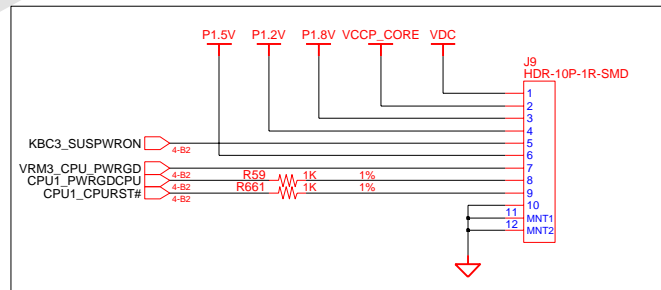 P1.5V P1.2V P1.8V VCCP_CORE VDC
J9
HDR-10P-1R-SMD
1
2
3
4
KBC3_SUSPWRON 4-B2 5
6
VRM3_CPU_PWRGD 4-B2 7
CPU1_PWRGDCPU 4-B2 R59 1K 1% 8
CPU1_CPURST# 4-B2 R661 1K 1% 9
10
11 MNT1
12 MNT2